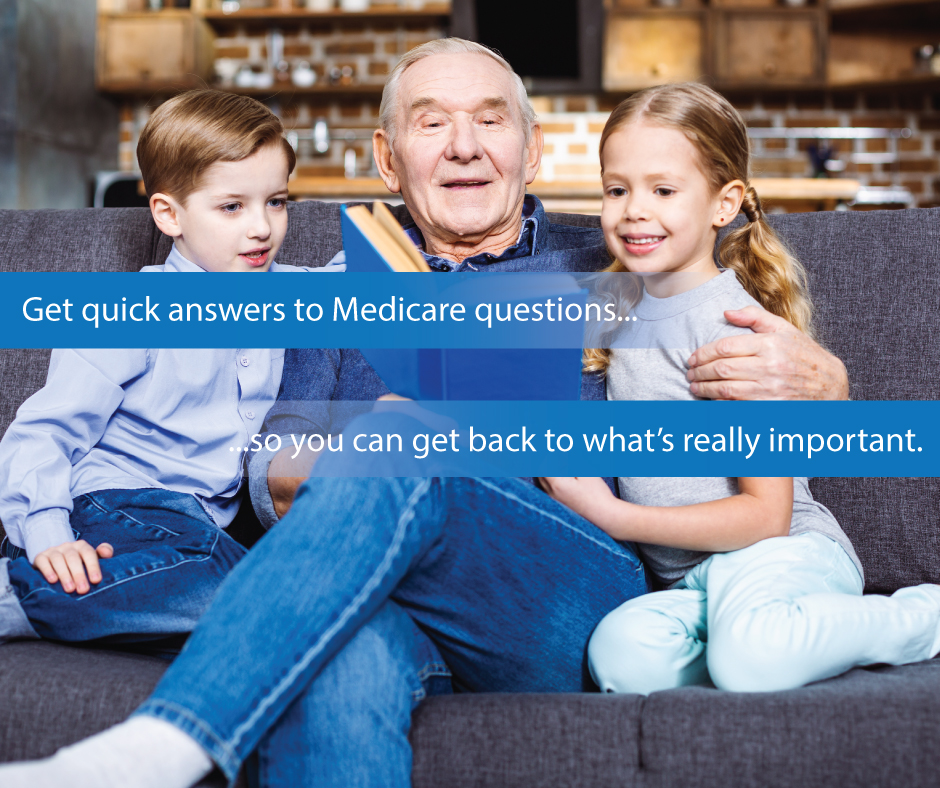 Get quick answers to Medicare questions...
...so you can get back to what’s really important.